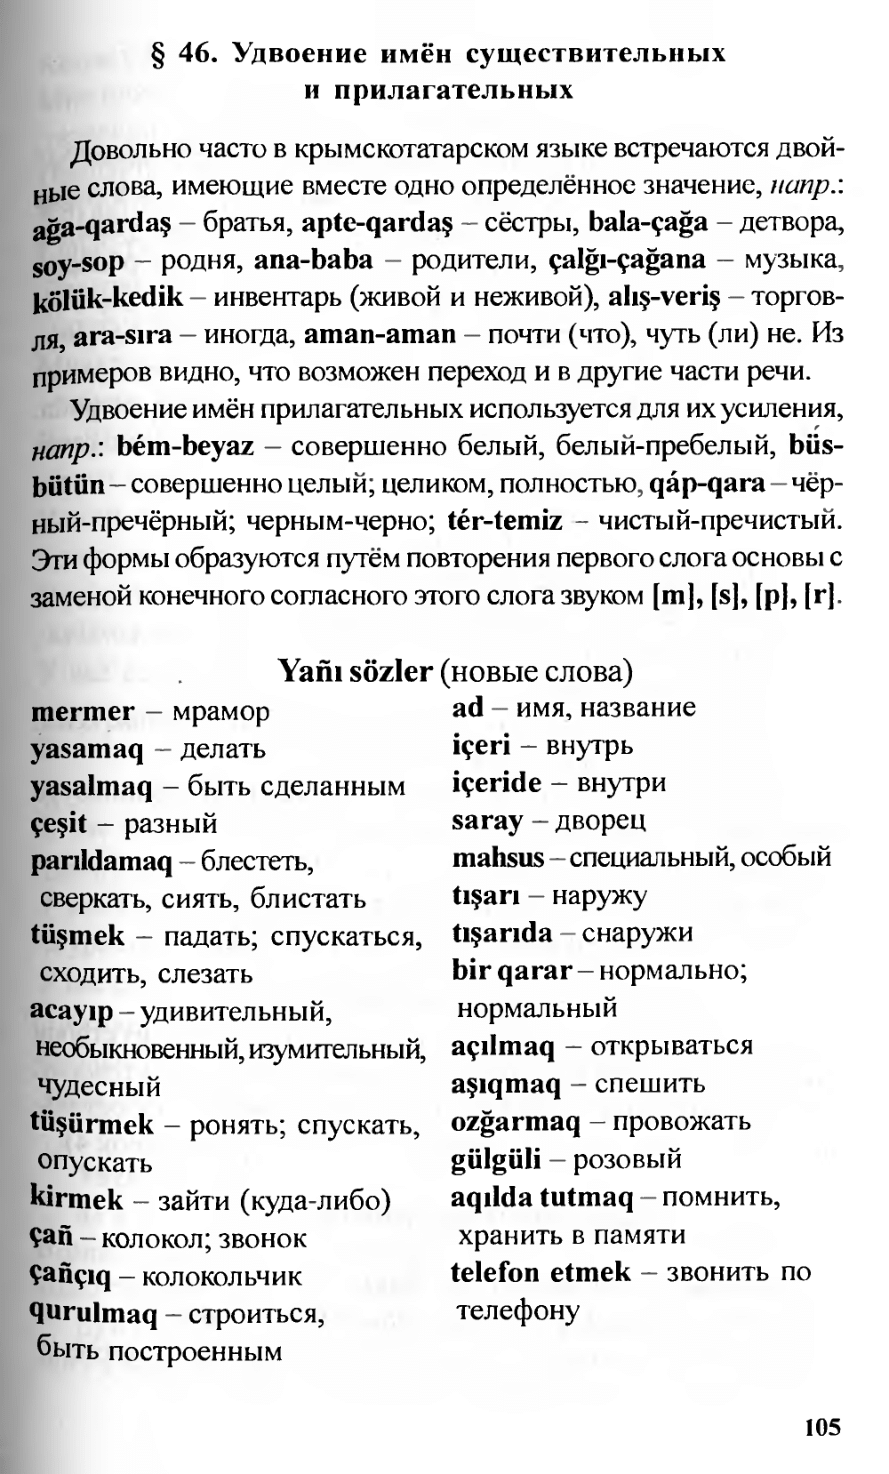 § 46. Удвоение имён существительных
и прилагательных
Довольно часто в крымскотатарском языке встречаются двой-
ные слова, имеющие вместе одно определённое значение, напр.:
ağa-qardaş – братья, apte-qardaş – сёстры, bala-çağa – детвора,
soy-sop – родня, ana-baba – родители, çalğı-çağana – музыка,
kölük-kedik – инвентарь (живой и неживой), alış-veriş – торгов-
ля, ara-sıra – иногда, aman-aman – почти (что), чуть (ли) не. Из
примеров видно, что возможен переход и в другие части речи.
Удвоение имён прилагательных используется для их усиления,
напр.: bém-beyaz – совершенно белый, белый-пребелый, büs-
bütün – совершенно целый; целиком, полностью, qáp-qara – чёр-
ный-пречёрный; черным-черно; tér-temiz – чистый-пречистый.
Эти формы образуются путём повторения первого слога основы с
заменой конечного согласного этого слога звуком [m], [s], [p], [r].
Yañı sözler (новые слова)
mermer – мрамор
yasamaq – делать
yasalmaq – быть сделанным
çeşit – разный
parıldamaq – блестеть,
сверкать, сиять, блистать
tüşmek – падать; спускаться,
сходить, слезать
acayıp – удивительный,
необыкновенный, изумительный,
чудесный
tüşürmek – ронять; спускать,
опускать
kirmek – зайти (куда-либо)
çañ – колокол; звонок
çañçıq – колокольчик
qurulmaq – строиться,
быть построенным
ad – имя, название
içeri – внутрь
içeride – внутри
saray – дворец
mahsus – специальный, особый
tışarı – наружу
tışarıda – снаружи
bir qarar – нормально;
нормальный
açılmaq – открываться
aşıqmaq – спешить
ozğarmaq – провожать
gülgüli – розовый
aqılda tutmaq – помнить,
хранить в памяти
telefon etmek – звонить по
телефону
105